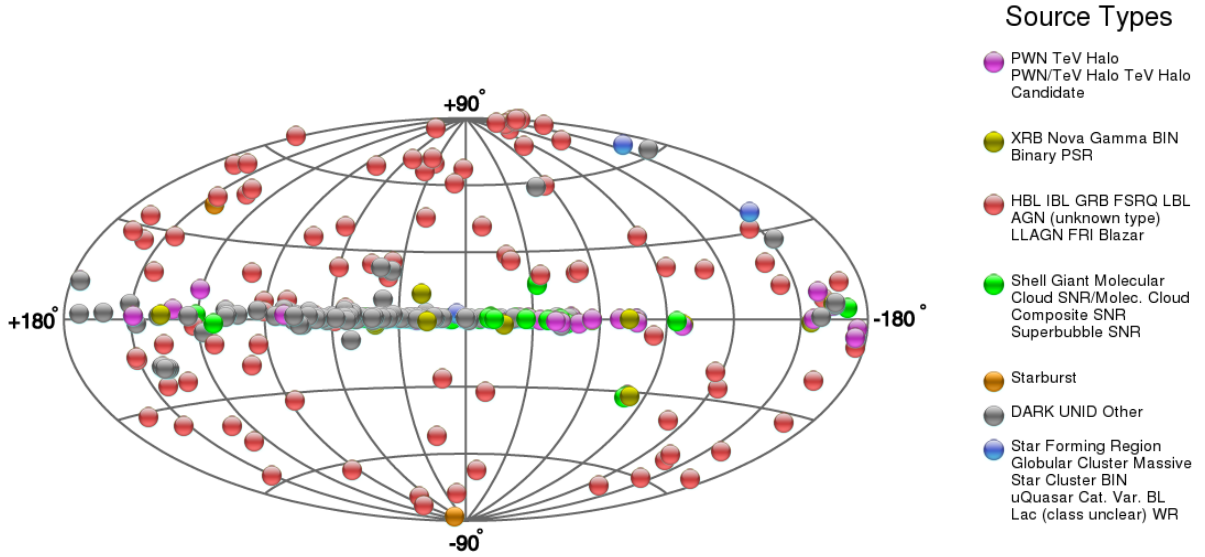 Source Types
PWN TeV Halo
PWN/TeV Halo TeV Halo
Candidate
XRB Nova Gamma BIN
Binary PSR
HBL IBL GRB FSRQ LBL
AGN (unknown type)
LLAGN FRI Blazar
Shell Giant Molecular
Cloud SNR/Molec. Cloud
Composite SNR
Superbubble SNR
Starburst
DARK UNID Other
Star Forming Region
Globular Cluster Massive
Star Cluster BIN
uQuasar Cat. Var. BL
Lac (class unclear) WR
+90°
+180°
-180 °
-90°